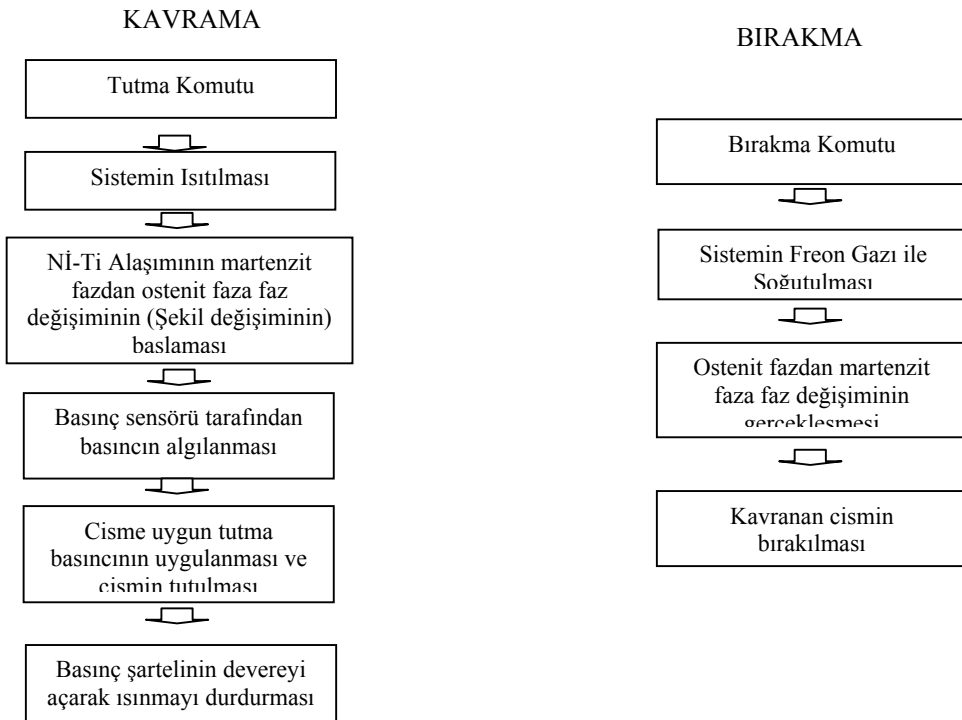 KAVRAMA
Tutma Komutu
Sistemin Isıtılması
Nİ-Ti Alaşımının martenzit
fazdan ostenit faza faz
değişiminin (Şekil değişiminin)
baslaması
Basınç sensörü tarafından
basıncın algılanması
Cisme uygun tutma
basıncının uygulanması ve
cismin tutulması
Basınç şartelinin devereyi
açarak ısınmayı durdurması
BIRAKMA
Bırakma Komutu
Sistemin Freon Gazı ile
Soğutulması
Ostenit fazdan martenzit
faza faz değişiminin
gerçekleşmesi
Kavranan cismin
bırakılması